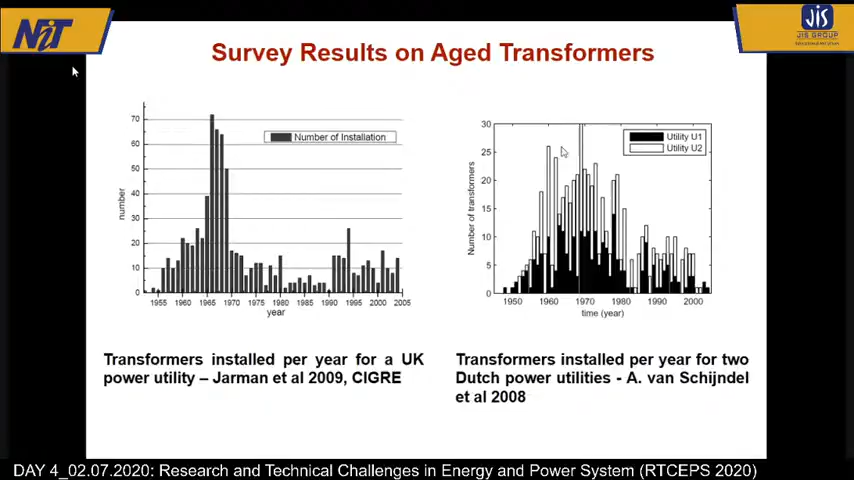 NiT
JIS
JIS GROUP
Survey Results on Aged Transformers
Number of Installation
number
70
60
50
40
30
20
10
0
1955 1960 1965 1970 1975 1980 1985 1990 1995 2000 2005
year
Utility U1
Utility U2
Number of transformers
30
25
20
15
10
5
0
1950 1960 1970 1980 1990 2000
time (year)
Transformers installed per year for a UK
power utility – Jarman et al 2009, CIGRE
Transformers installed per year for two
Dutch power utilities - A. van Schijndel
et al 2008
DAY 4_02.07.2020: Research and Technical Challenges in Energy and Power System (RTCEPS 2020)